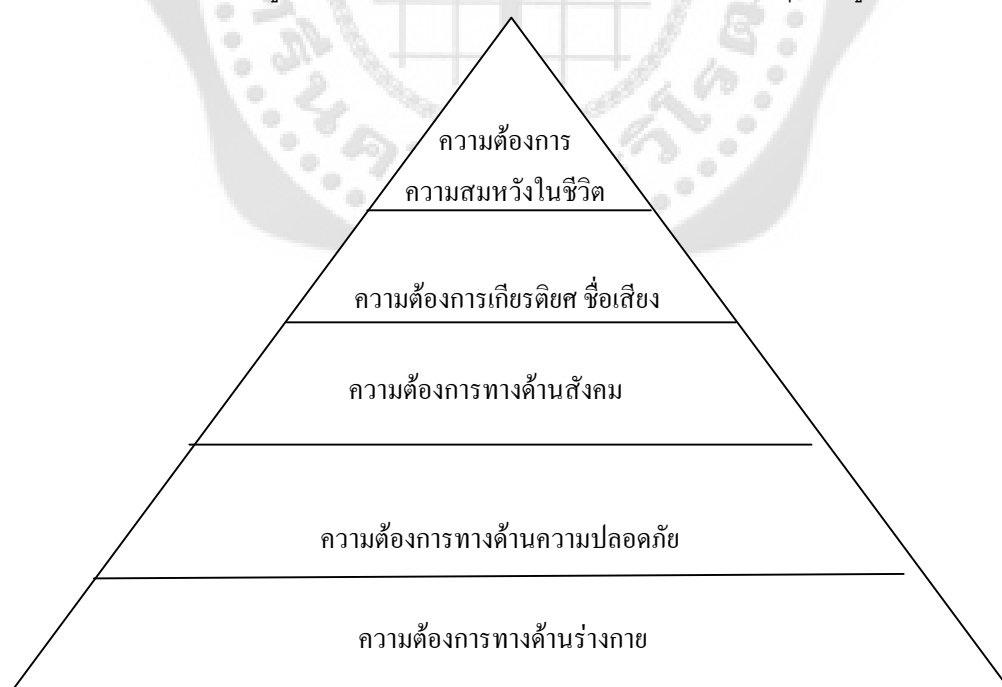 ความต้องการ
ความสมหวังในชีวิต
ความต้องการเกียรติยศ ชื่อเสียง
ความต้องการทางด้านสังคม
ความต้องการทางด้านความปลอดภัย
ความต้องการทางด้านร่างกาย